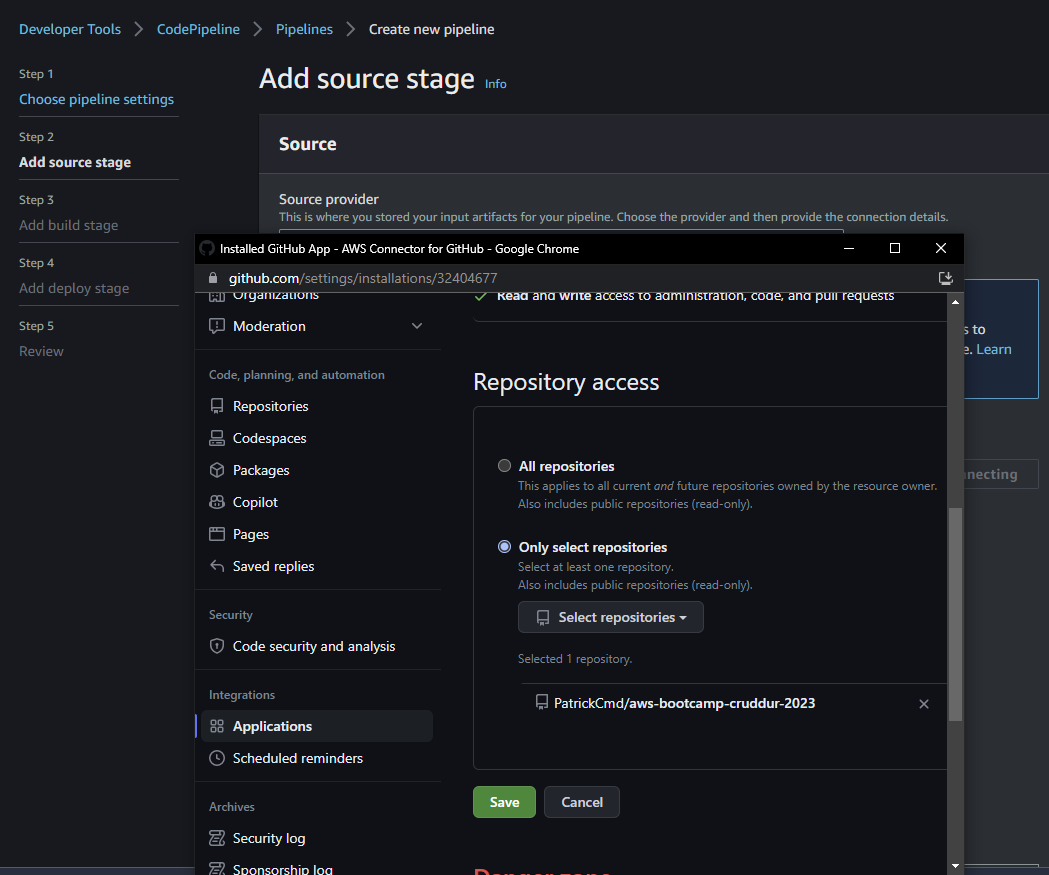 Developer Tools
CodePipeline
Pipelines
Create new pipeline
Step 1
Choose pipeline settings
Step 2
Add source stage
Step 3
Add build stage
Step 4
Add deploy stage
Step 5
Review
Add source stage Info
Source
Source provider
This is where you stored your input artifacts for your pipeline. Choose the provider and then provide the connection details.
s to
e. Learn
necting
Installed GitHub App - AWS Connector for GitHub - Google Chrome
github.com/settings/installations/32404677
Organizations
Moderation
Code, planning, and automation
Repositories
Codespaces
Packages
Copilot
Pages
Saved replies
Security
Code security and analysis
Integrations
Applications
Scheduled reminders
Archives
Security log
Sponsorship log
Read and write access to administration, code, and pull requests
Repository access
All repositories
This applies to all current and future repositories owned by the resource owner.
Also includes public repositories (read-only).
Only select repositories
Select at least one repository.
Also includes public repositories (read-only).
Select repositories
Selected 1 repository.
PatrickCmd/aws-bootcamp-cruddur-2023
Save
Cancel
Danger zone